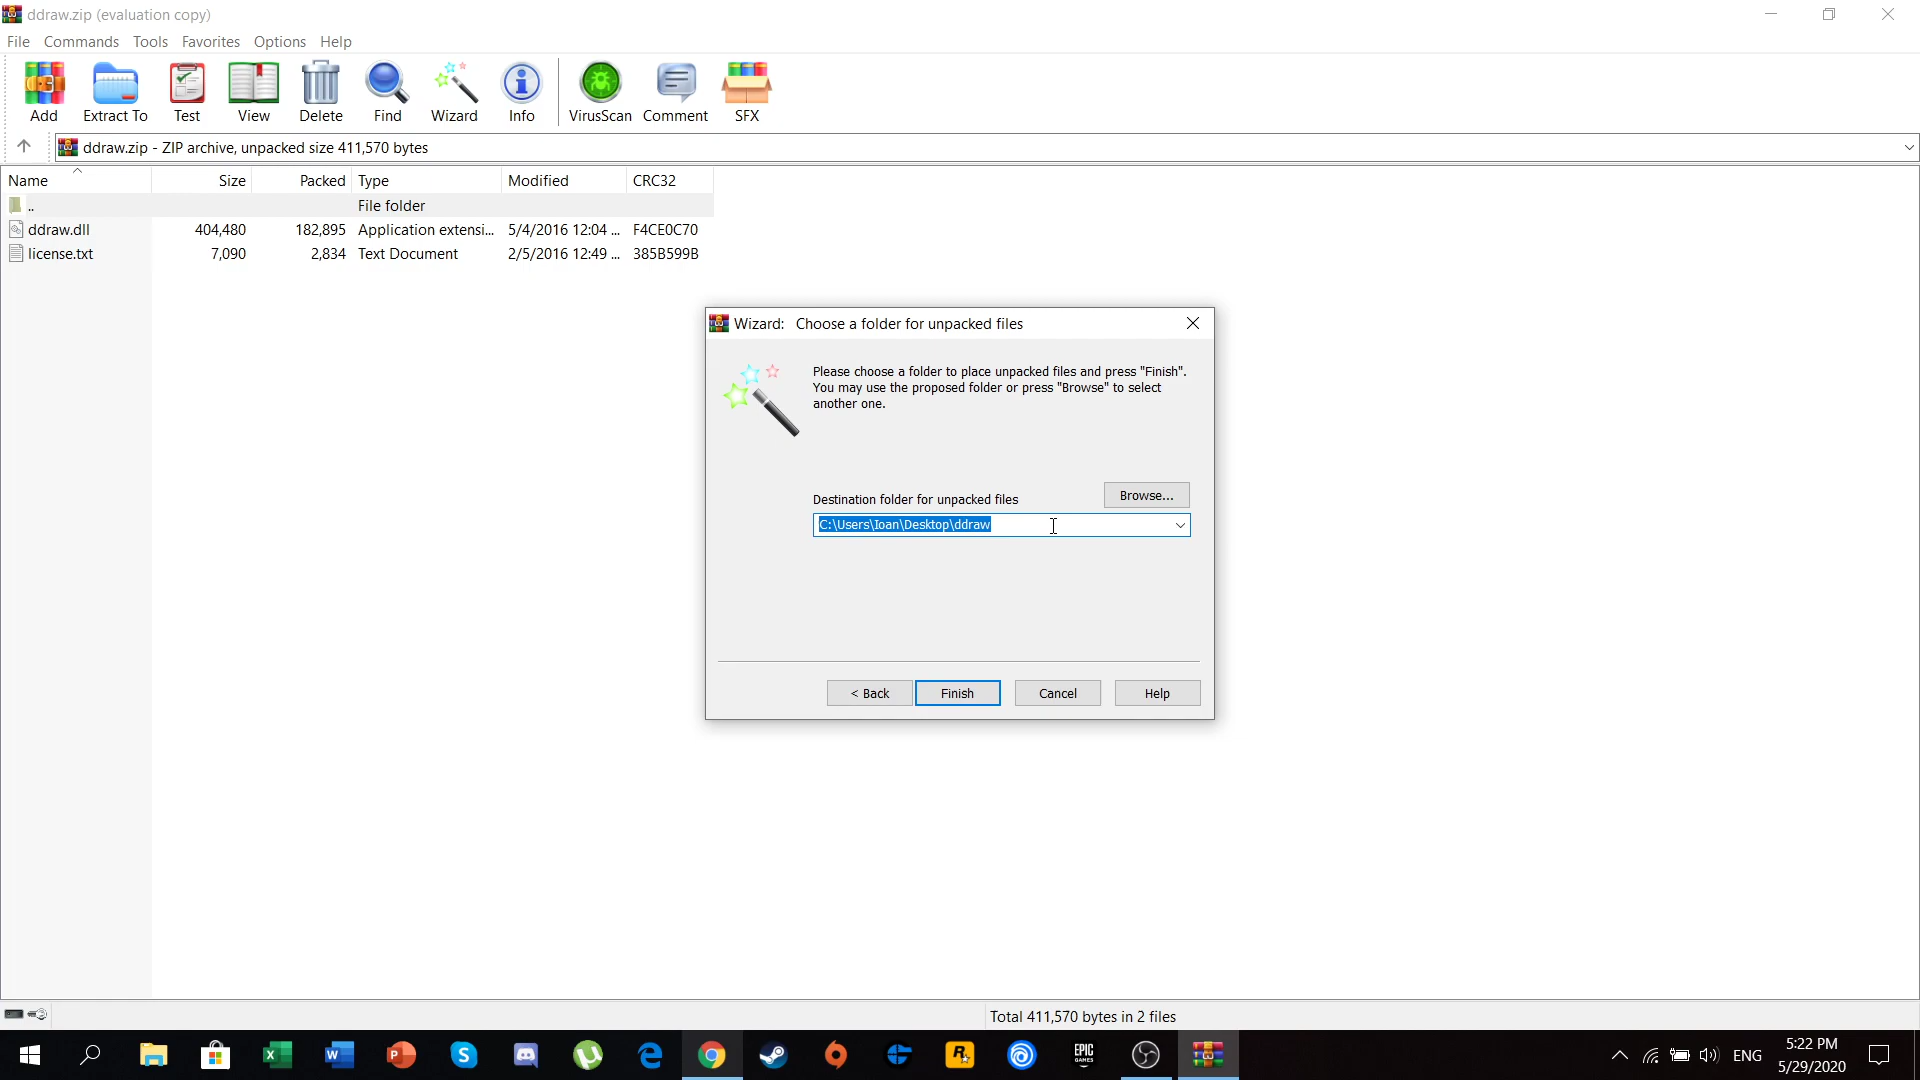 ddraw.zip (evaluation copy)
File Commands Tools Favorites Options Help
Add Extract To Test View Delete Find Wizard Info VirusScan Comment SFX
ddraw.zip - ZIP archive, unpacked size 411,570 bytes
Name Size Packed Type Modified CRC32
.. File folder
ddraw.dll 404,480 182,895 Application extensi... 5/4/2016 12:04 ... F4CE0C70
license.txt 7,090 2,834 Text Document 2/5/2016 12:49 ... 385B599B
Wizard: Choose a folder for unpacked files
Please choose a folder to place unpacked files and press "Finish".
You may use the proposed folder or press "Browse" to select
another one.
Destination folder for unpacked files Browse...
C:\Users\Ioan\Desktop\ddraw
< Back Finish Cancel Help
Total 411,570 bytes in 2 files
EPIC
GAMES
ENG
5:22 PM
5/29/2020